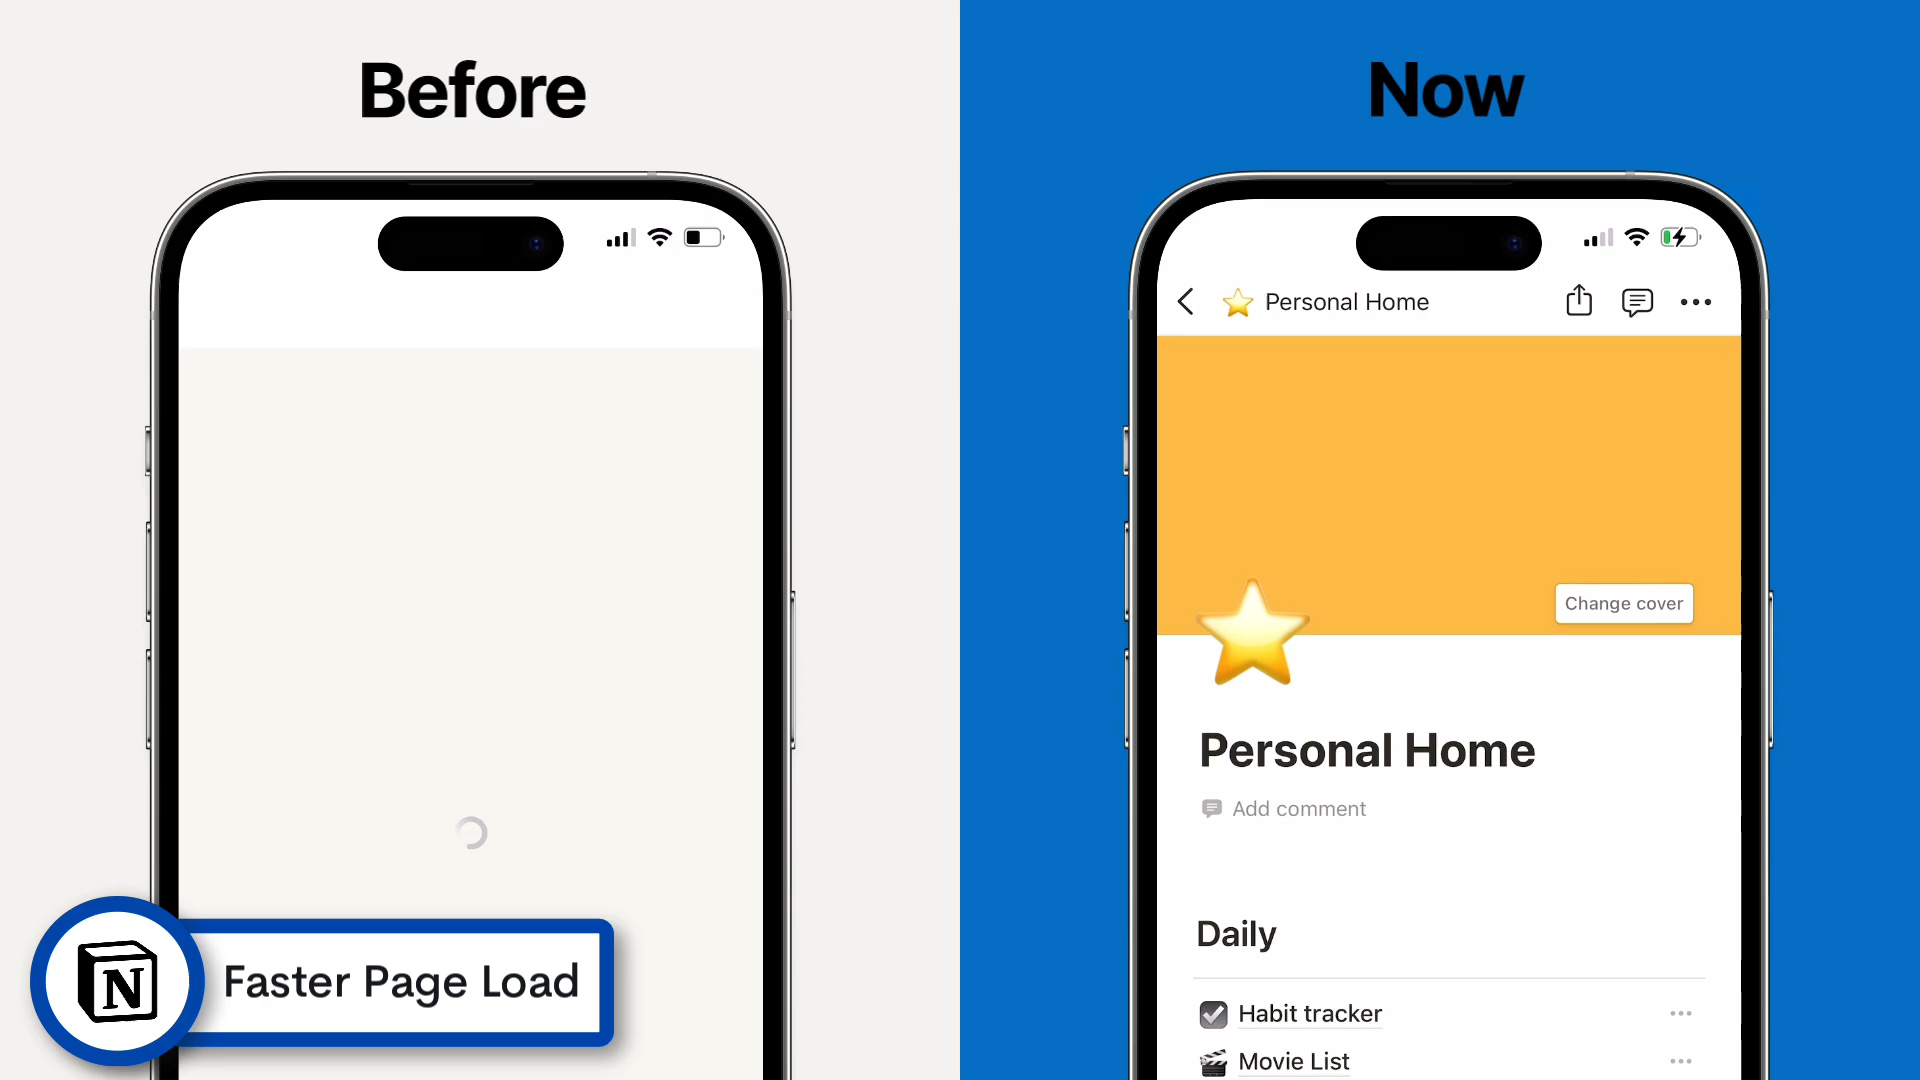 Before
Now
Personal Home
Change cover
Personal Home
Add comment
Daily
Habit tracker
Movie List
N
Faster Page Load